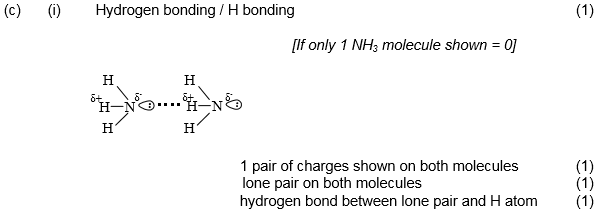 (c) (i) Hydrogen bonding / H bonding (1)
[If only 1 NH3 molecule shown = 0]
H H
δ+ H—N δ- : •••• δ+ H—N δ- :
H H
1 pair of charges shown on both molecules (1)
lone pair on both molecules (1)
hydrogen bond between lone pair and H atom (1)